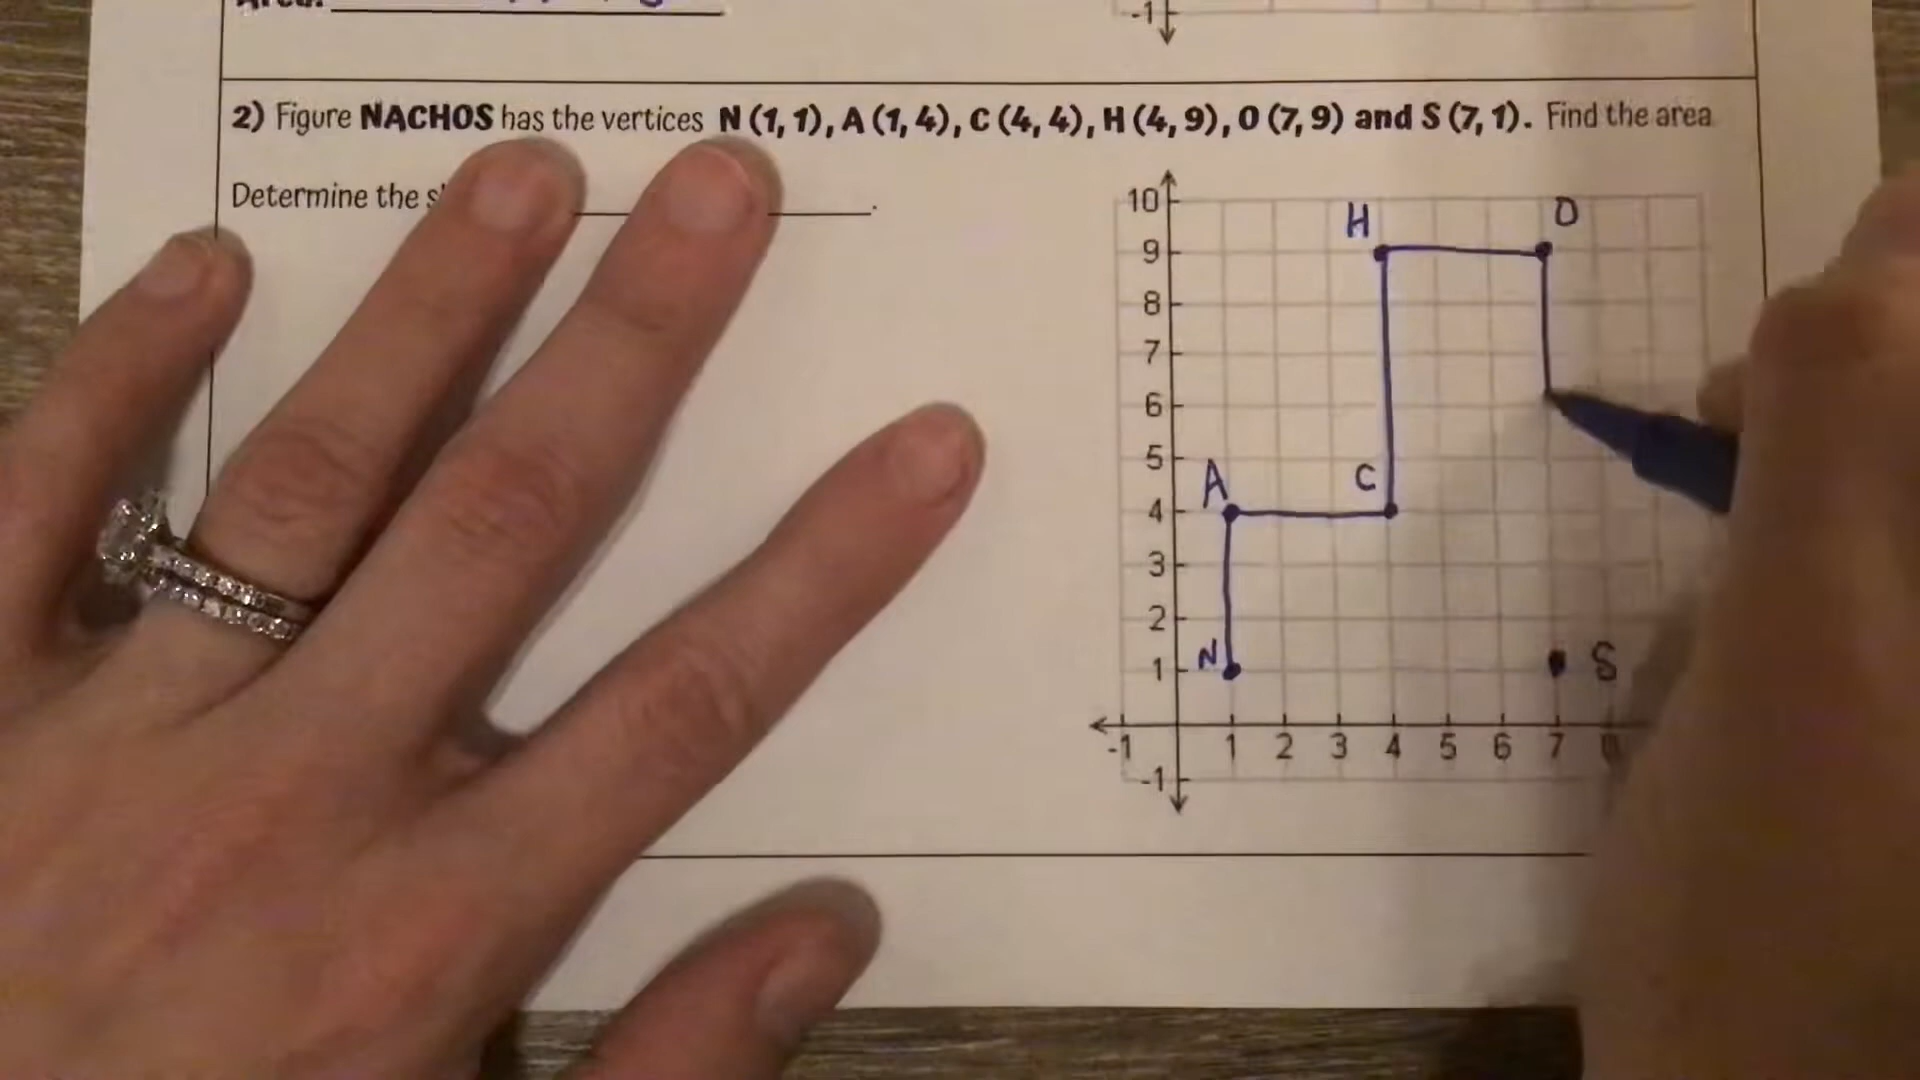 -1
2) Figure NACHOS has the vertices N (1, 1), A (1, 4), C (4, 4), H (4, 9), O (7, 9) and S (7, 1). Find the area
Determine the
10
H O
9
8
7
6
5
A C
4
3
2
N 1 S
-1 1 2 3 4 5 6 7
-1